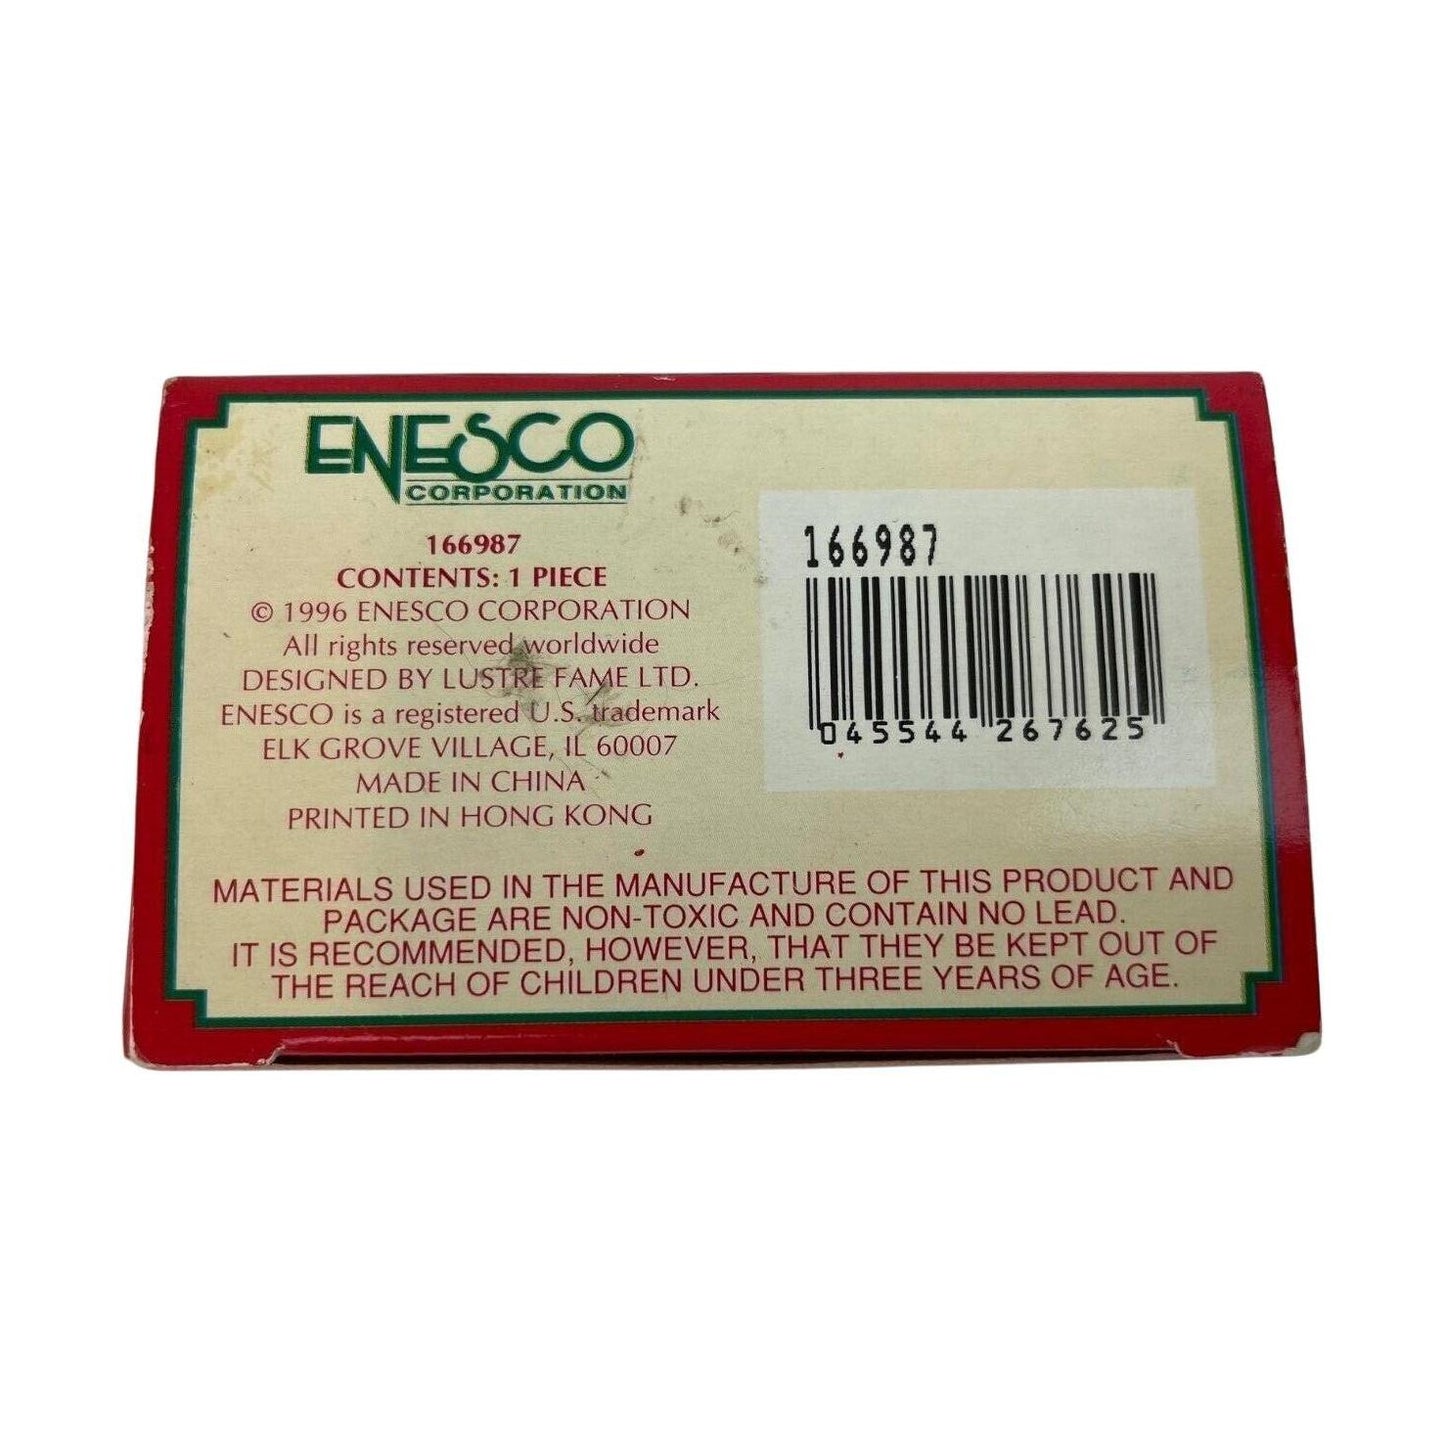 ENESCO
CORPORATION
166987
CONTENTS: 1 PIECE
© 1996 ENESCO CORPORATION
All rights reserved worldwide
DESIGNED BY LUSTRE FAME LTD.
ENESCO is a registered U.S. trademark
ELK GROVE VILLAGE, IL 60007
MADE IN CHINA
PRINTED IN HONG KONG
166987
045544 267625
MATERIALS USED IN THE MANUFACTURE OF THIS PRODUCT AND
PACKAGE ARE NON-TOXIC AND CONTAIN NO LEAD.
IT IS RECOMMENDED, HOWEVER, THAT THEY BE KEPT OUT OF
THE REACH OF CHILDREN UNDER THREE YEARS OF AGE.